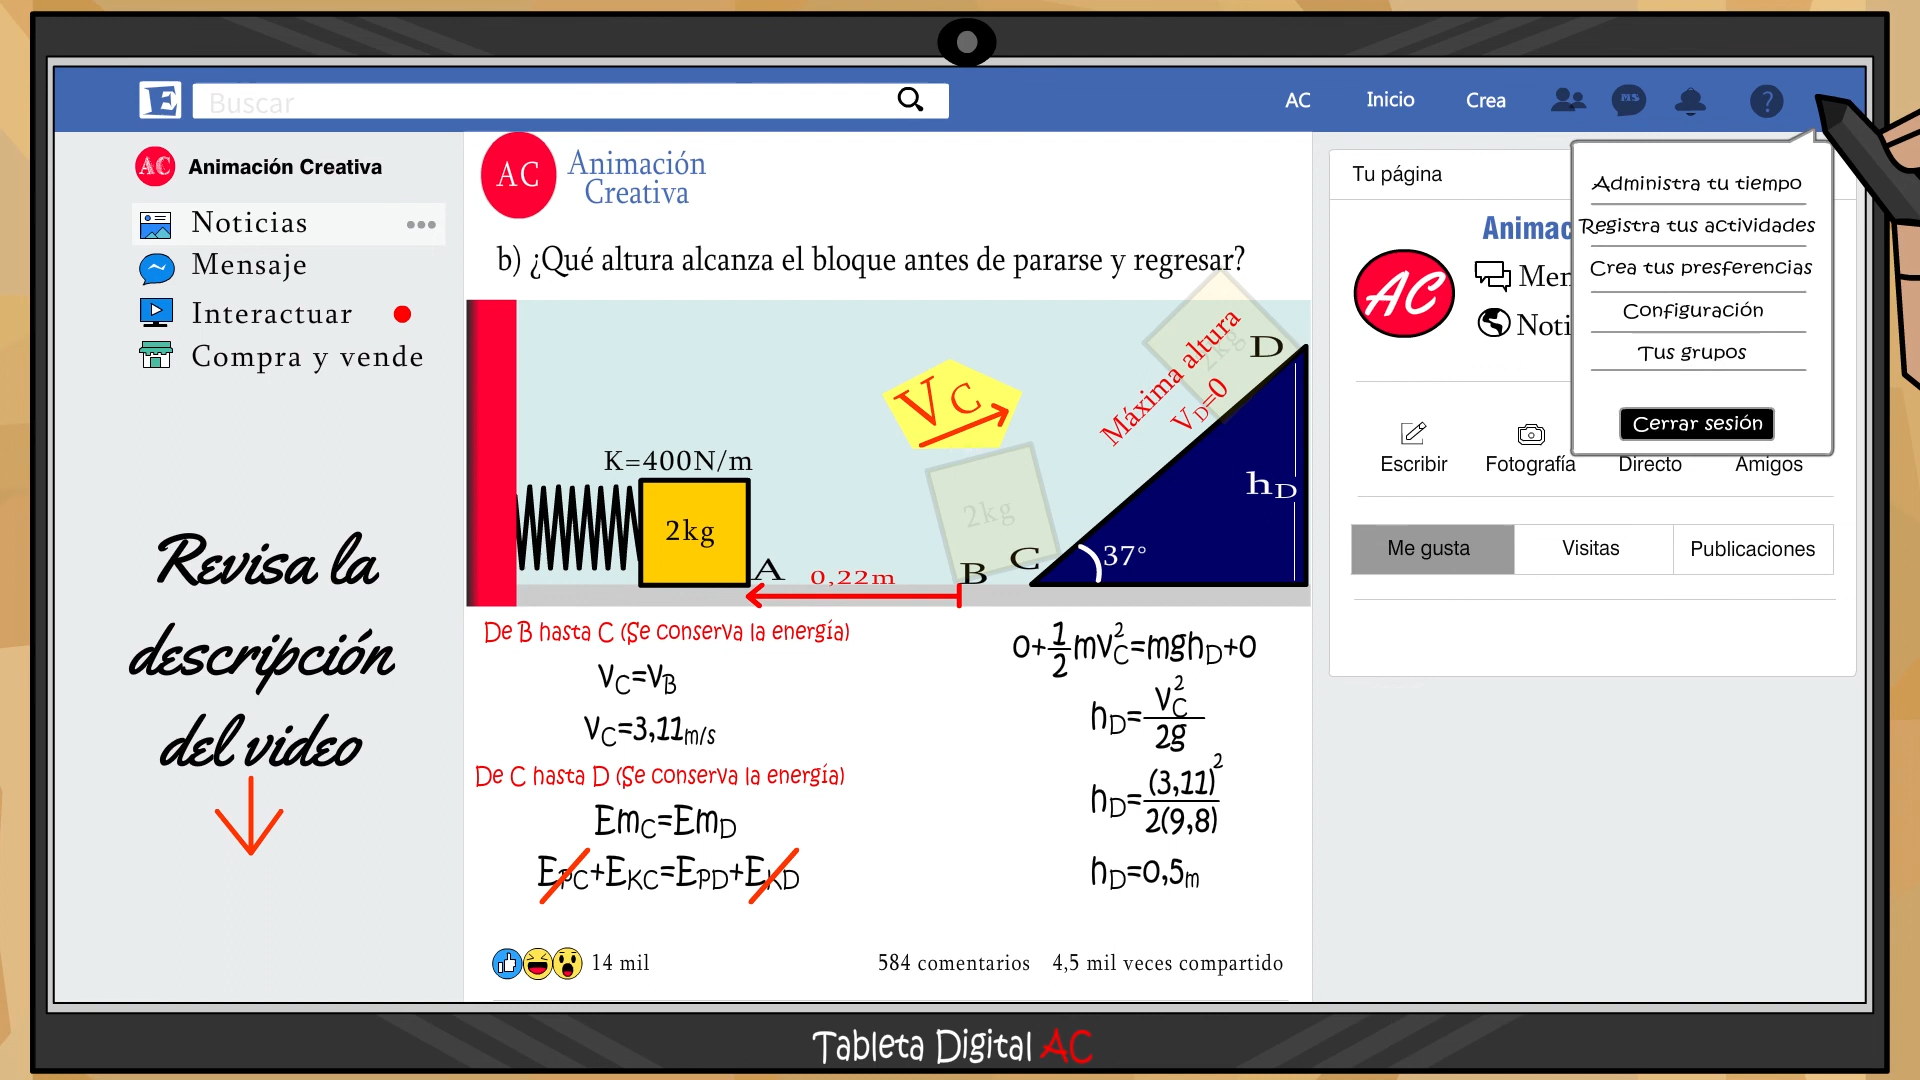 E Buscar AC Inicio Crea MS ?
AC Animación Creativa
Noticias
Mensaje
Interactuar
Compra y vende
Revisa la
descripción
del video
AC Animación
Creativa
b) ¿Qué altura alcanza el bloque antes de pararse y regresar?
K=400N/m
2kg
A
0,22m
B
C
VC
2kg
Máxima altura
VD=0
2kg
D
hD
37°
De B hasta C (Se conserva la energía)
VC=VB
VC=3,11m/s
De C hasta D (Se conserva la energía)
EmC=EmD
EPC+EKC=EPD+EKD
0+1/2mV²C=mghD+0
hD=V²C/2g
hD=(3,11)²/2(9,8)
hD=0,5m
14 mil 584 comentarios 4,5 mil veces compartido
Tu página
Animac
AC
Men
Noti
Administra tu tiempo
Registra tus actividades
Crea tus presferencias
Configuración
Tus grupos
Cerrar sesión
Escribir Fotografía Directo Amigos
Me gusta Visitas Publicaciones
Tableta Digital AC